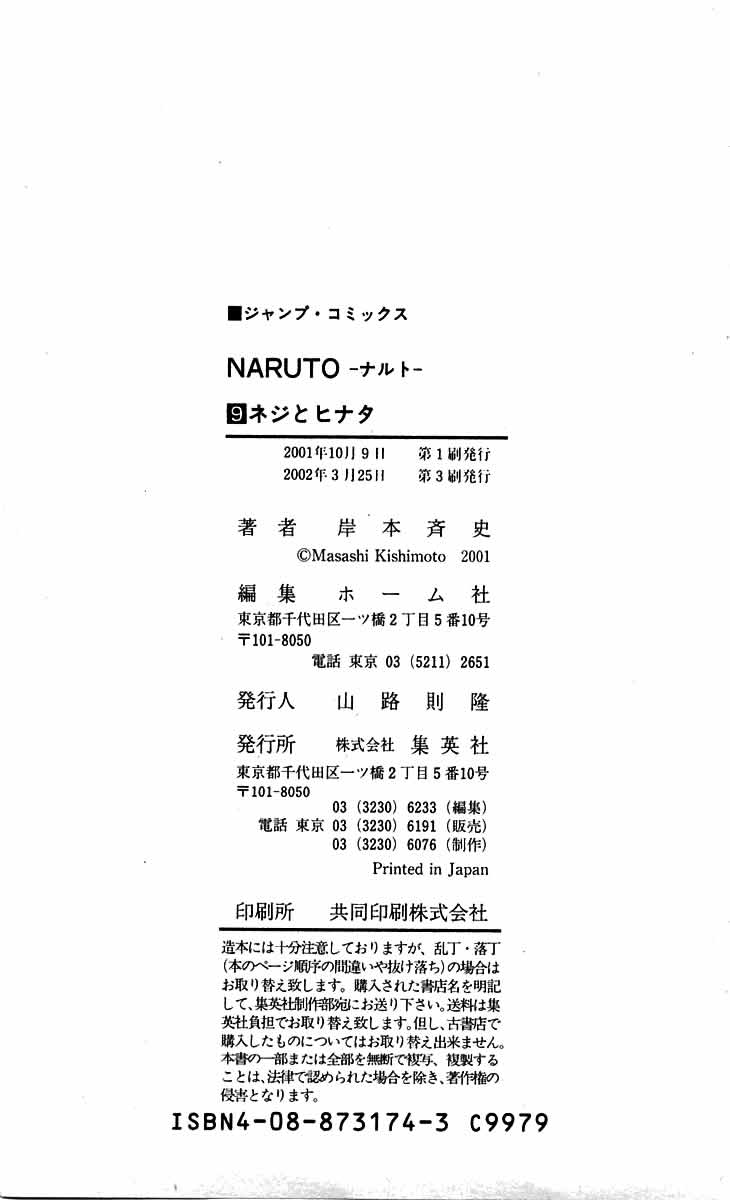 ■ジャンプ・コミックス
NARUTO -ナルト-
9 ネジとヒナタ
2001年10月9日 第1刷発行
2002年3月25日 第3刷発行
著者 岸本斉史
©Masashi Kishimoto 2001
編集 ホーム社
東京都千代田区一ツ橋2丁目5番10号
〒101-8050
電話 東京 03 (5211) 2651
発行人 山路則隆
発行所 株式会社 集英社
東京都千代田区一ツ橋2丁目5番10号
〒101-8050
03 (3230) 6233 (編集)
電話 東京 03 (3230) 6191 (販売)
03 (3230) 6076 (制作)
Printed in Japan
印刷所 共同印刷株式会社
造本には十分注意しておりますが、乱丁・落丁
(本のページ順序の間違いや抜け落ち)の場合は
お取り替え致します。購入された書店名を明記
して、集英社制作部宛にお送り下さい。送料は集
英社負担でお取り替え致します。但し、古書店で
購入したものについてはお取り替え出来ません。
本書の一部または全部を無断で複写、複製する
ことは、法律で認められた場合を除き、著作権の
侵害となります。
ISBN4-08-873174-3 C9979